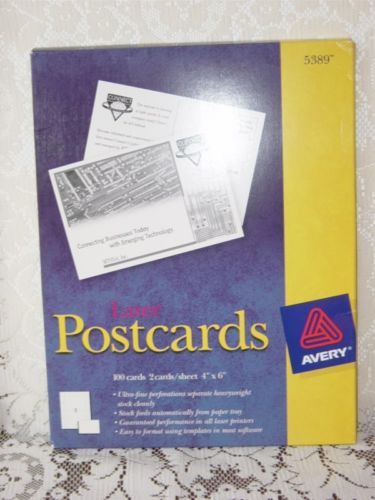 5389™
CONNECT
Connecting Businesses Today
with Emerging Technology
Laser
Postcards
AVERY
100 cards 2 cards/sheet 4" x 6"
• Ultra-fine perforations separate heavyweight
stock cleanly
• Stock feeds automatically from paper tray
• Guaranteed performance in all laser printers
• Easy to format using templates in most software